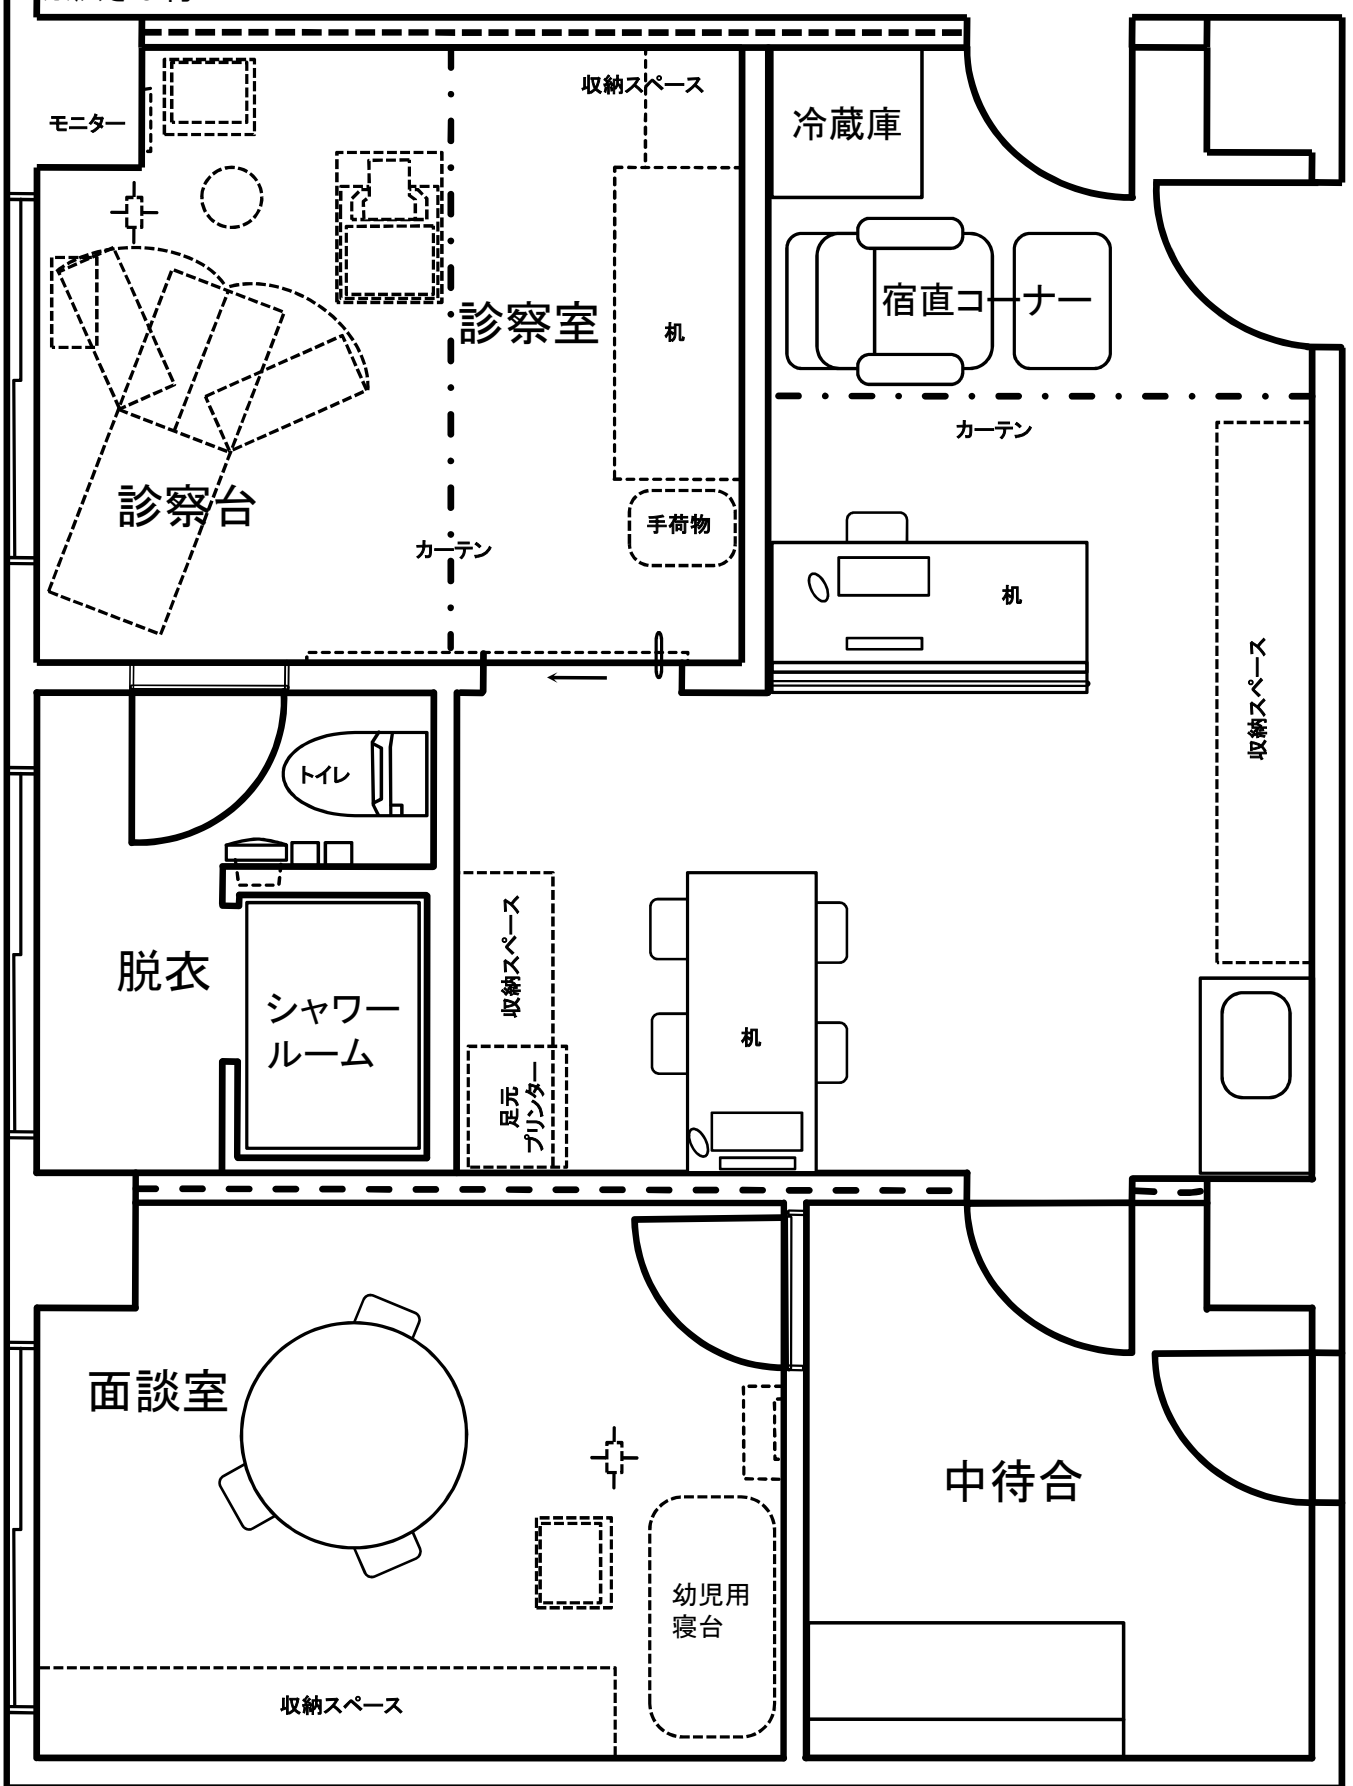 収納スペース
モニター
冷蔵庫
診察室
机
宿直コーナー
カーテン
診察台
手荷物
カーテン
机
収納スペース
トイレ
収納スペース
脱衣
シャワー
ルーム
机
足元
プリンター
面談室
中待合
幼児用
寝台
収納スペース